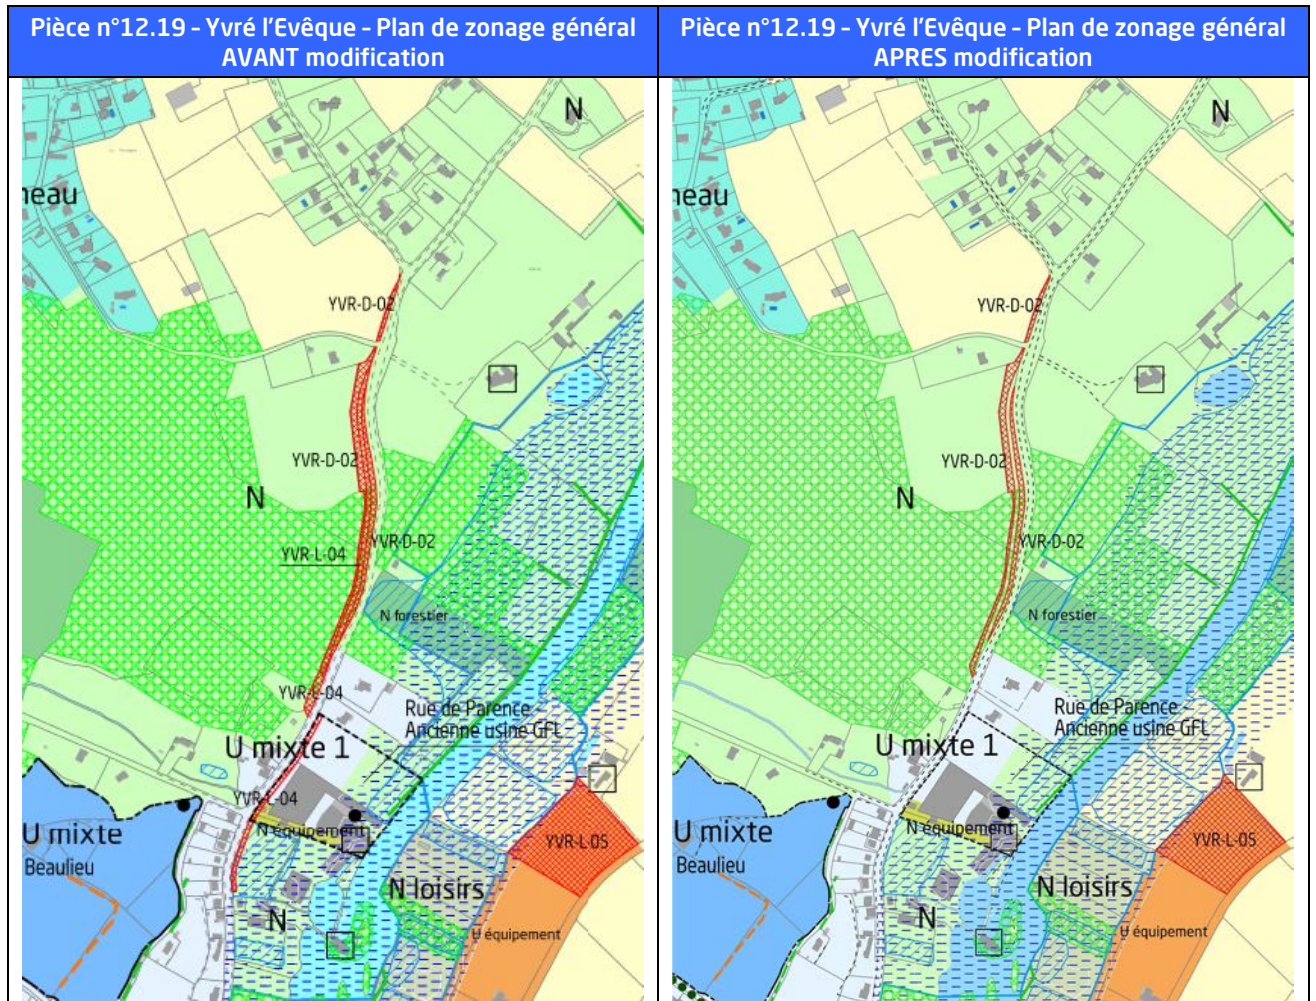 Pièce n°12.19 - Yvré l'Evêque - Plan de zonage général
AVANT modification
Pièce n°12.19 - Yvré l'Evêque - Plan de zonage général
APRES modification
N
neau
YVR-D-02
YVR-D-02
N
YVR-D-02
YVR-L-04
N forestier
YVR-L-04
Rue de Parence -
Ancienne usine GFL
U mixte 1
YVR-L-04
N équipement
U mixte
Beaulieu
YVR-L-05
N loisirs
N
U équipement
N
neau
YVR-D-02
YVR-D-02
N
YVR-D-02
N forestier
Rue de Parence -
Ancienne usine GFL
U mixte 1
N équipement
U mixte
Beaulieu
YVR-L-05
N loisirs
N
U équipement